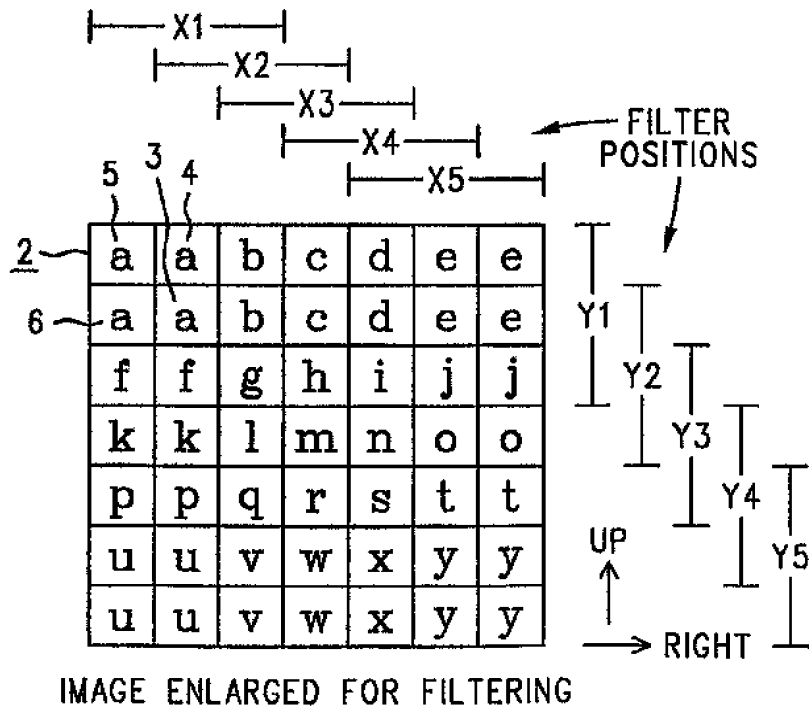 X1
X2
X3
X4
X5
FILTER
POSITIONS
5 3 4
2 a a b c d e e
6 a a b c d e e
f f g h i j j
k k l m n o o
p p q r s t t
u u v w x y y
u u v w x y y
Y1
Y2
Y3
Y4
Y5
UP
RIGHT
IMAGE ENLARGED FOR FILTERING